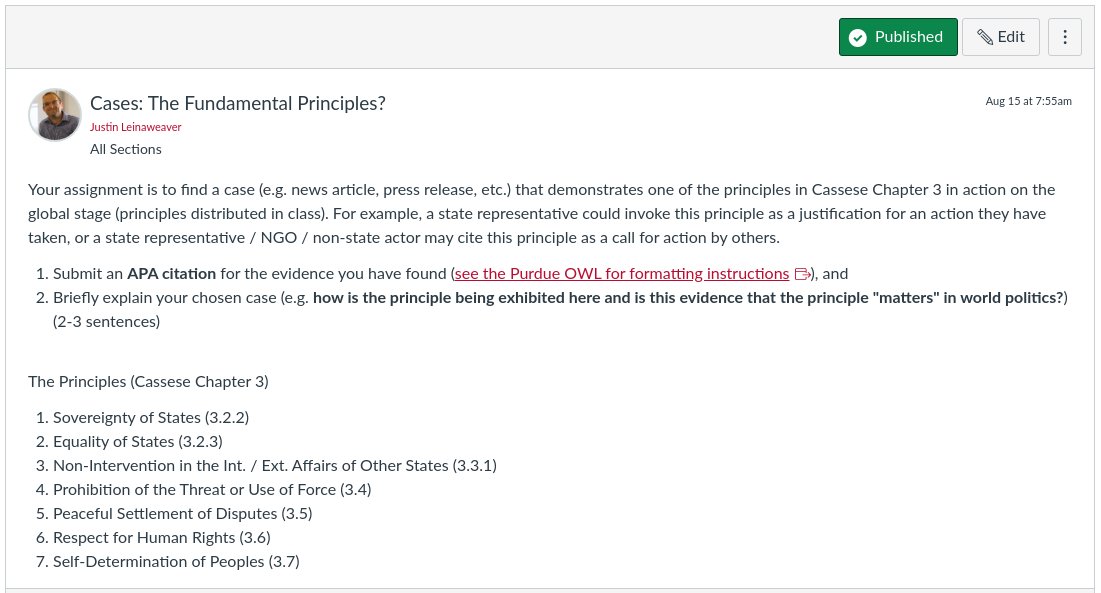 Published
Edit
Cases: The Fundamental Principles?
Aug 15 at 7:55am
Justin Leinaweaver
All Sections
Your assignment is to find a case (e.g. news article, press release, etc.) that demonstrates one of the principles in Cassese Chapter 3 in action on the
global stage (principles distributed in class). For example, a state representative could invoke this principle as a justification for an action they have
taken, or a state representative / NGO / non-state actor may cite this principle as a call for action by others.
1. Submit an APA citation for the evidence you have found (see the Purdue OWL for formatting instructions), and
2. Briefly explain your chosen case (e.g. how is the principle being exhibited here and is this evidence that the principle "matters" in world politics?)
(2-3 sentences)
The Principles (Cassese Chapter 3)
1. Sovereignty of States (3.2.2)
2. Equality of States (3.2.3)
3. Non-Intervention in the Int. / Ext. Affairs of Other States (3.3.1)
4. Prohibition of the Threat or Use of Force (3.4)
5. Peaceful Settlement of Disputes (3.5)
6. Respect for Human Rights (3.6)
7. Self-Determination of Peoples (3.7)